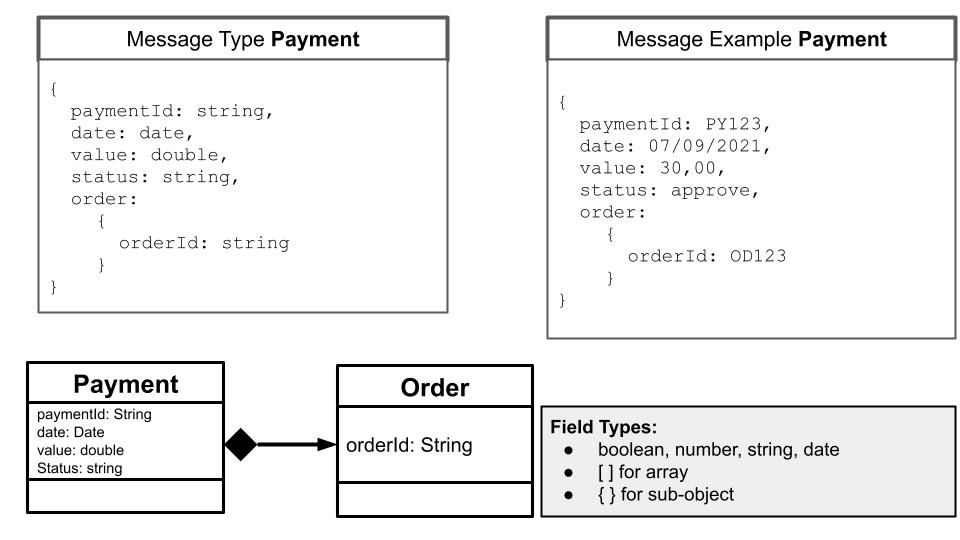 Message Type Payment
{
paymentId: string,
date: date,
value: double,
status: string,
order:
{
orderId: string
}
}
Message Example Payment
{
paymentId: PY123,
date: 07/09/2021,
value: 30,00,
status: approve,
order:
{
orderId: OD123
}
}
Payment
paymentId: String
date: Date
value: double
Status: string
Order
orderId: String
Field Types:
● boolean, number, string, date
● [ ] for array
● { } for sub-object